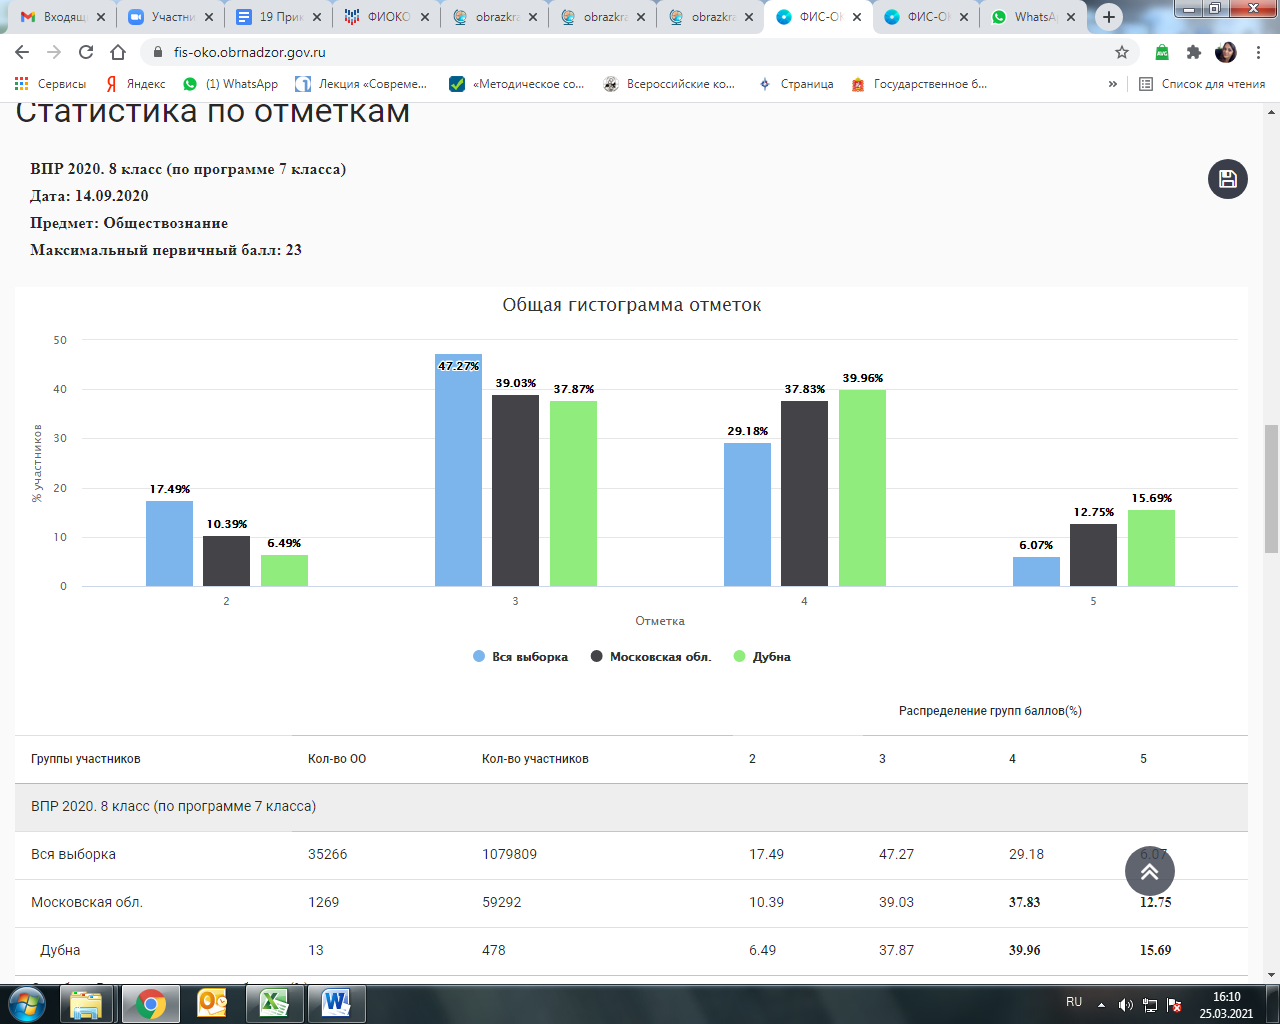 Входящ
Участни
19 При
ФИОКО
obrazkra
obrazkra
obrazkra
ФИС-О
ФИС-О
WhatsA
fis-oko.obrnadzor.gov.ru
Сервисы
Яндекс
(1) WhatsApp
Лекция «Совреме...
«Методическое со...
Всероссийские ко...
Страница
Государственное б...
»
Список для чтения
Статистика по отметкам
ВПР 2020. 8 класс (по программе 7 класса)
Дата: 14.09.2020
Предмет: Обществознание
Максимальный первичный балл: 23
Общая гистограмма отметок
% участников
50
40
30
20
10
0
17.49%
10.39%
6.49%
47.27%
39.03%
37.87%
29.18%
37.83%
39.96%
6.07%
12.75%
15.69%
2 3 4 5
Отметка
Вся выборка Московская обл. Дубна
Распределение групп баллов(%)
Группы участников Кол-во ОО Кол-во участников 2 3 4 5
ВПР 2020. 8 класс (по программе 7 класса)
Вся выборка 35266 1079809 17.49 47.27 29.18 6.07
Московская обл. 1269 59292 10.39 39.03 37.83 12.75
Дубна 13 478 6.49 37.87 39.96 15.69
RU
16:10
25.03.2021